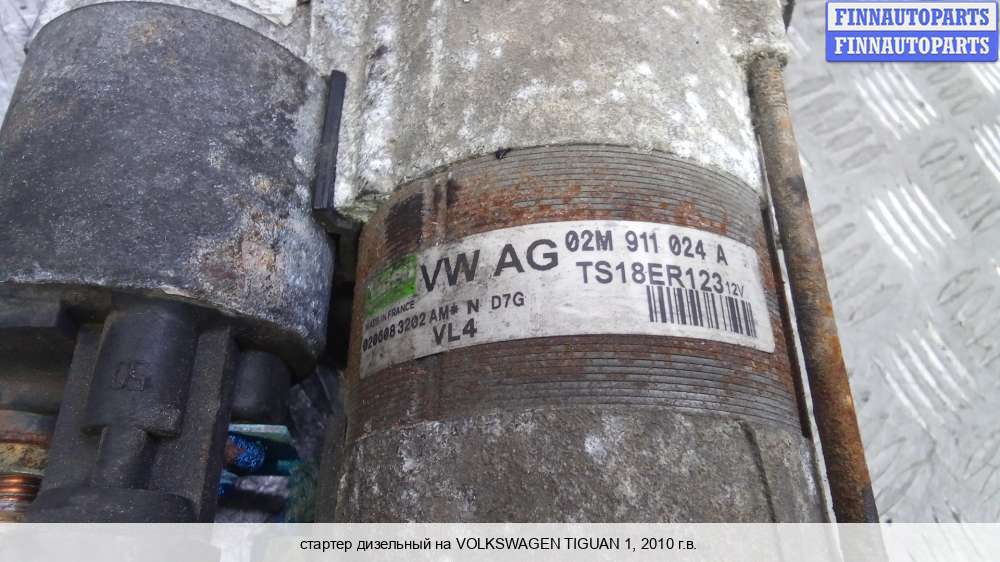 FINNAUTOPARTS
FINNAUTOPARTS
VW AG
02M 911 024 A
TS18ER123 12V
MADE IN FRANCE
0206083202 AM* N D7G
VL4
05
стартер дизельный на VOLKSWAGEN TIGUAN 1, 2010 г.в.